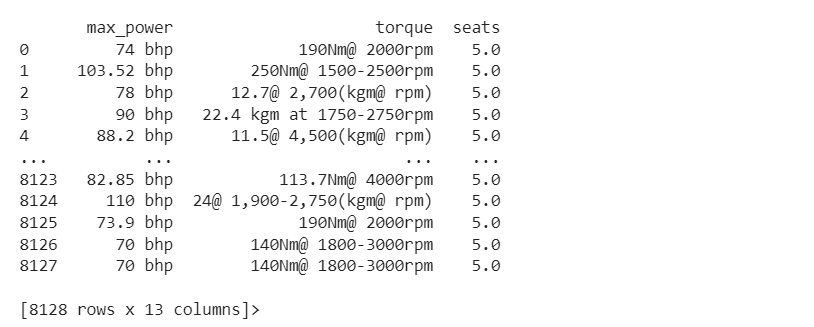 max_power torque seats
0 74 bhp 190Nm@ 2000rpm 5.0
1 103.52 bhp 250Nm@ 1500-2500rpm 5.0
2 78 bhp 12.7@ 2,700(kgm@ rpm) 5.0
3 90 bhp 22.4 kgm at 1750-2750rpm 5.0
4 88.2 bhp 11.5@ 4,500(kgm@ rpm) 5.0
... ... ... ...
8123 82.85 bhp 113.7Nm@ 4000rpm 5.0
8124 110 bhp 24@ 1,900-2,750(kgm@ rpm) 5.0
8125 73.9 bhp 190Nm@ 2000rpm 5.0
8126 70 bhp 140Nm@ 1800-3000rpm 5.0
8127 70 bhp 140Nm@ 1800-3000rpm 5.0
[8128 rows x 13 columns]>